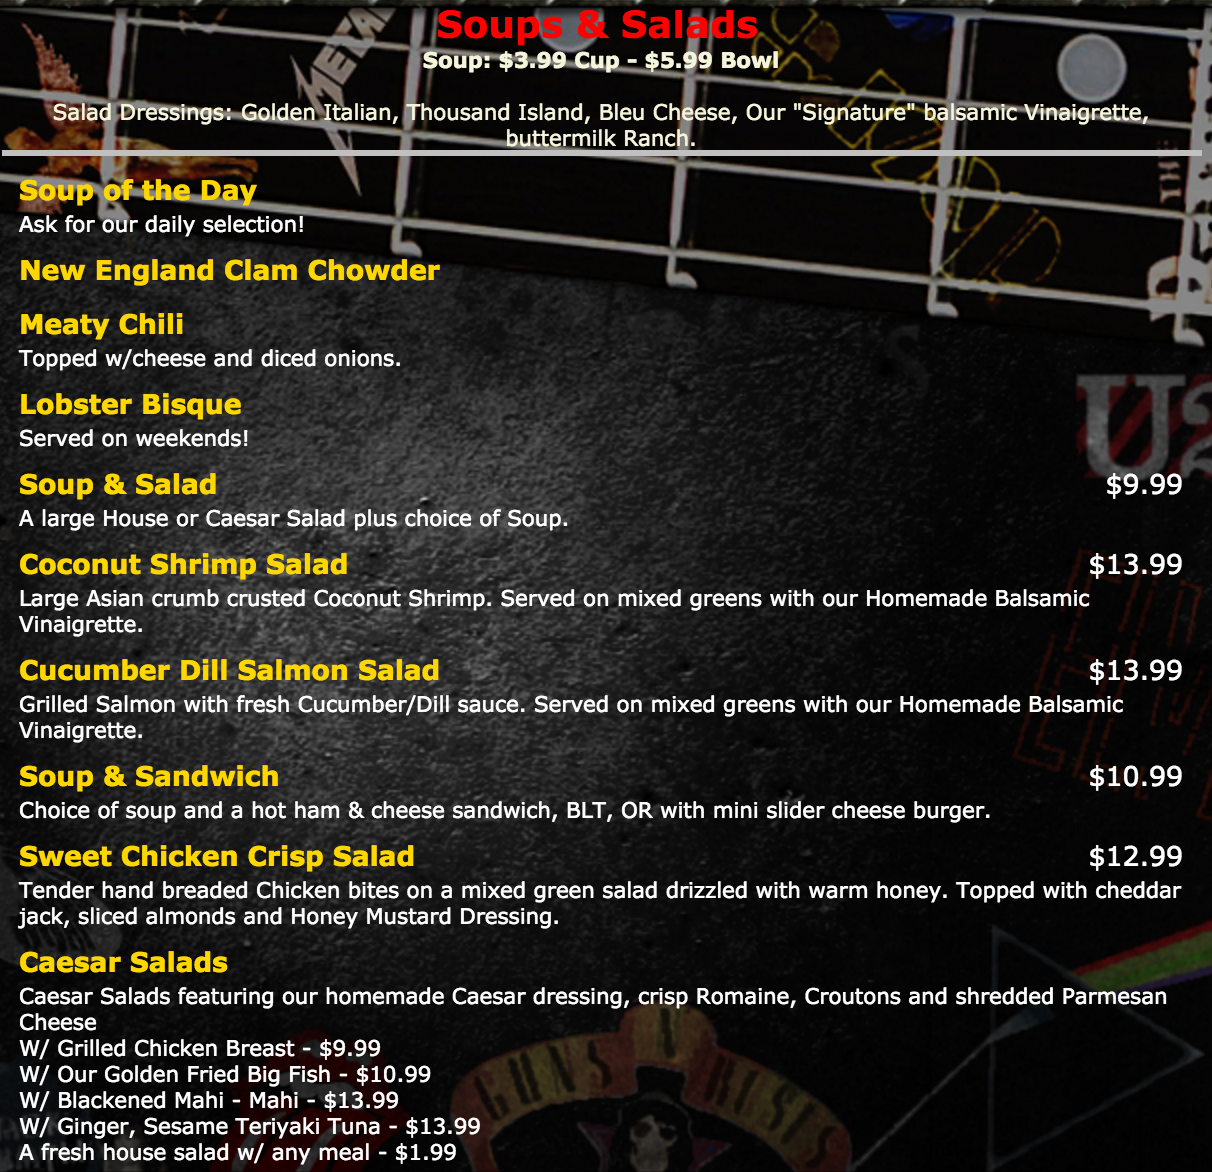 Soups & Salads
Soup: $3.99 Cup - $5.99 Bowl
Salad Dressings: Golden Italian, Thousand Island, Bleu Cheese, Our "Signature" balsamic Vinaigrette,
buttermilk Ranch.
METAL
THE
Soup of the Day
Ask for our daily selection!
New England Clam Chowder
Meaty Chili
Topped w/cheese and diced onions.
Lobster Bisque
Served on weekends!
U2
Soup & Salad $9.99
A large House or Caesar Salad plus choice of Soup.
Coconut Shrimp Salad $13.99
Large Asian crumb crusted Coconut Shrimp. Served on mixed greens with our Homemade Balsamic
Vinaigrette.
Cucumber Dill Salmon Salad $13.99
Grilled Salmon with fresh Cucumber/Dill sauce. Served on mixed greens with our Homemade Balsamic
Vinaigrette.
Soup & Sandwich $10.99
Choice of soup and a hot ham & cheese sandwich, BLT, OR with mini slider cheese burger.
Sweet Chicken Crisp Salad $12.99
Tender hand breaded Chicken bites on a mixed green salad drizzled with warm honey. Topped with cheddar
jack, sliced almonds and Honey Mustard Dressing.
Caesar Salads
Caesar Salads featuring our homemade Caesar dressing, crisp Romaine, Croutons and shredded Parmesan
Cheese
W/ Grilled Chicken Breast - $9.99
W/ Our Golden Fried Big Fish - $10.99
W/ Blackened Mahi - Mahi - $13.99
W/ Ginger, Sesame Teriyaki Tuna - $13.99
A fresh house salad w/ any meal - $1.99
GUNS N ROSES